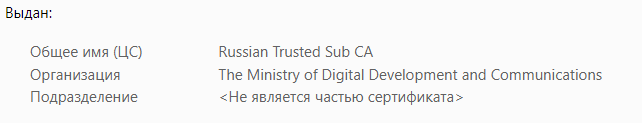 Выдан:
Общее имя (ЦС) Russian Trusted Sub CA
Организация The Ministry of Digital Development and Communications
Подразделение <Не является частью сертификата>